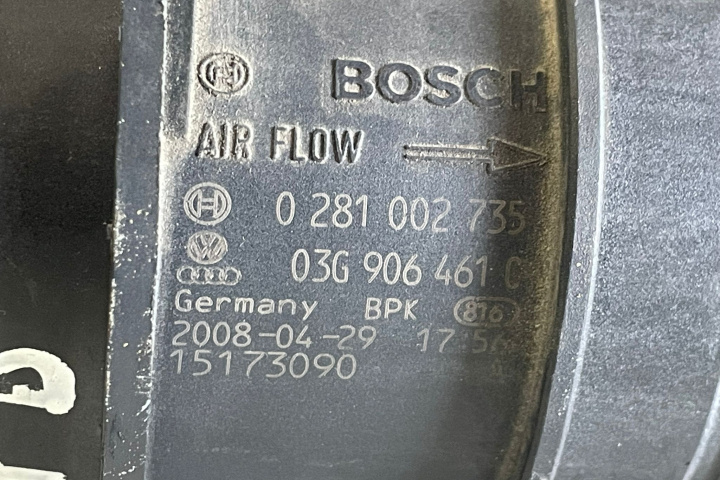 BOSCH
AIR FLOW
0 281 002 735
03G 906 461 C
Germany BPK 816
2008-04-29 17:56
15173090
D